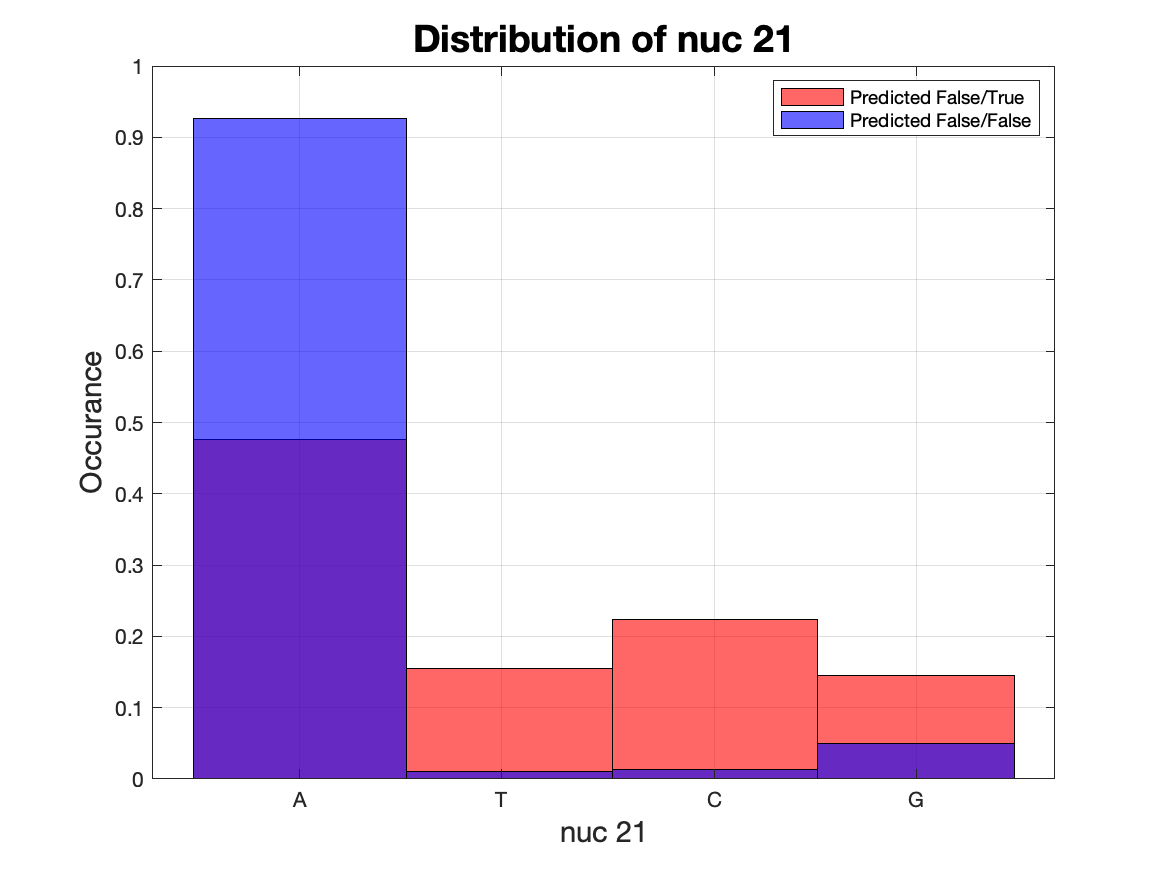 Distribution of nuc 21
Predicted False/True
Predicted False/False
1
0.9
0.8
0.7
0.6
0.5
0.4
0.3
0.2
0.1
0
Occurance
A T C G
nuc 21